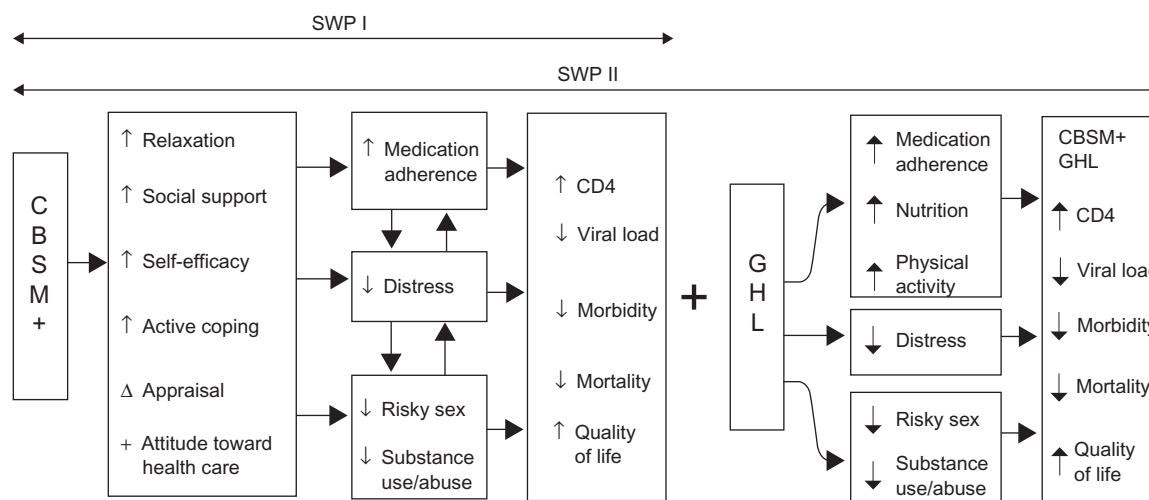 SWP I
SWP II
C
B
S
M
+
↑ Relaxation
↑ Social support
↑ Self-efficacy
↑ Active coping
Δ Appraisal
+ Attitude toward
health care
↑ Medication
adherence
↓ Distress
↓ Risky sex
↓ Substance
use/abuse
↑ CD4
↓ Viral load
↓ Morbidity
↓ Mortality
↑ Quality
of life
+
G
H
L
↑ Medication
adherence
↑ Nutrition
↑ Physical
activity
↓ Distress
↓ Risky sex
↓ Substance
use/abuse
CBSM+
GHL
↑ CD4
↓ Viral load
↓ Morbidity
↓ Mortality
↑ Quality
of life